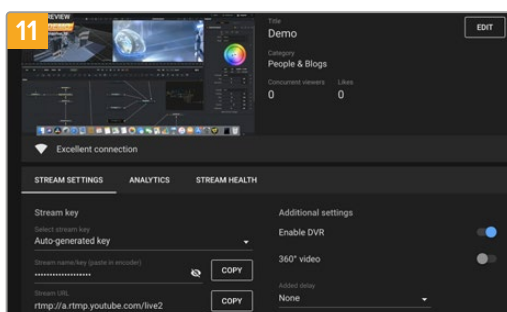 11
PREVIEW
Title
Demo
EDIT
Category
People & Blogs
Concurrent viewers Likes
0 0
Excellent connection
STREAM SETTINGS ANALYTICS STREAM HEALTH
Stream key Additional settings
Select stream key
Auto-generated key
Enable DVR
Stream name/key (paste in encoder)
•••••••••••••••••••
COPY
360° video
Stream URL
rtmp://a.rtmp.youtube.com/live2
COPY
Added delay
None